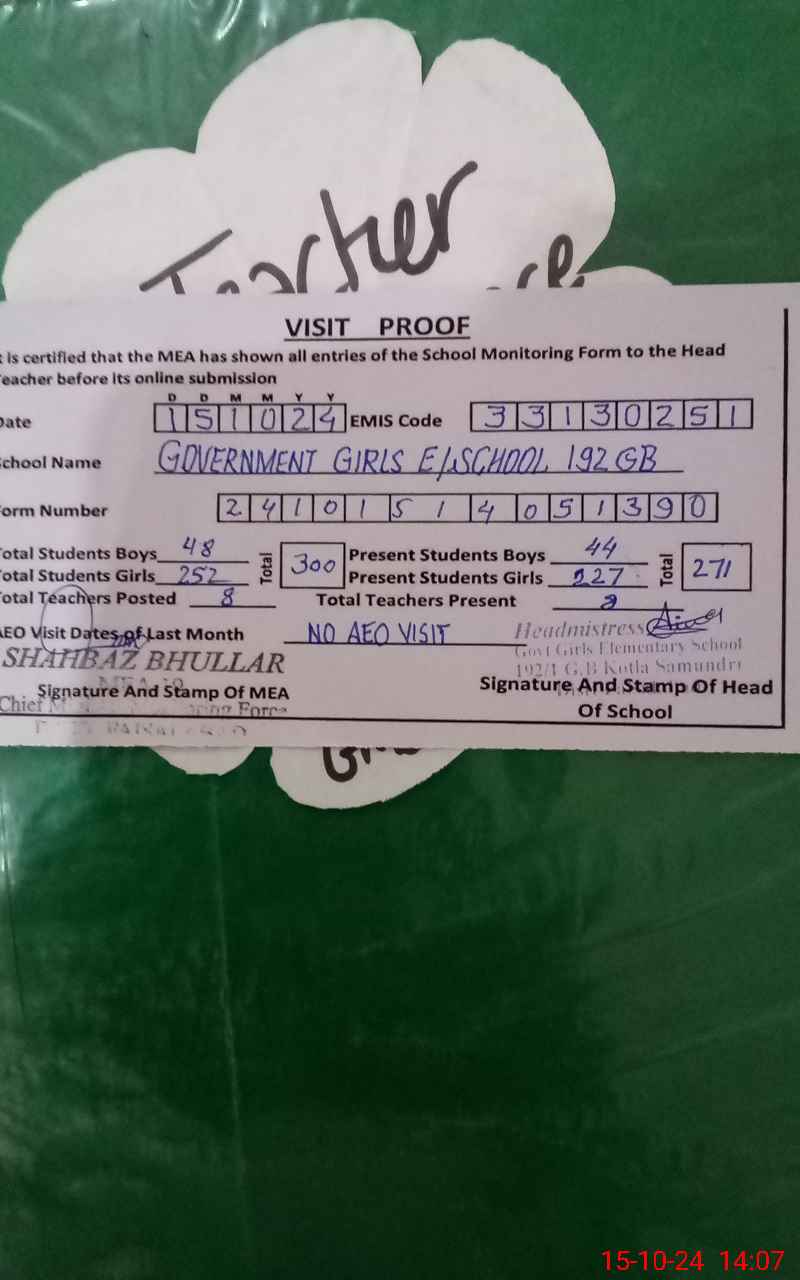 Teacher
VISIT PROOF
t is certified that the MEA has shown all entries of the School Monitoring Form to the Head
eacher before its online submission
D D M M Y Y
Date 1 5 1 0 2 4 EMIS Code 3 3 1 3 0 2 5 1
School Name GOVERNMENT GIRLS E/SCHOOL 192 GB
Form Number 2 4 1 0 1 5 1 4 0 5 1 3 9 0
Total Students Boys 48 Total 300 Present Students Boys 44 Total 271
Total Students Girls 252 Present Students Girls 227
Total Teachers Posted 8 Total Teachers Present
AEO Visit Dates of Last Month NO AEO VISIT Headmistress
Govt Girls Elementary School
SHAHBAZ BHULLAR 192/1 G.B Kotla Samundri
Signature And Stamp Of MEA Signature And Stamp Of Head
Of School
Chief Force
15-10-24 14:07